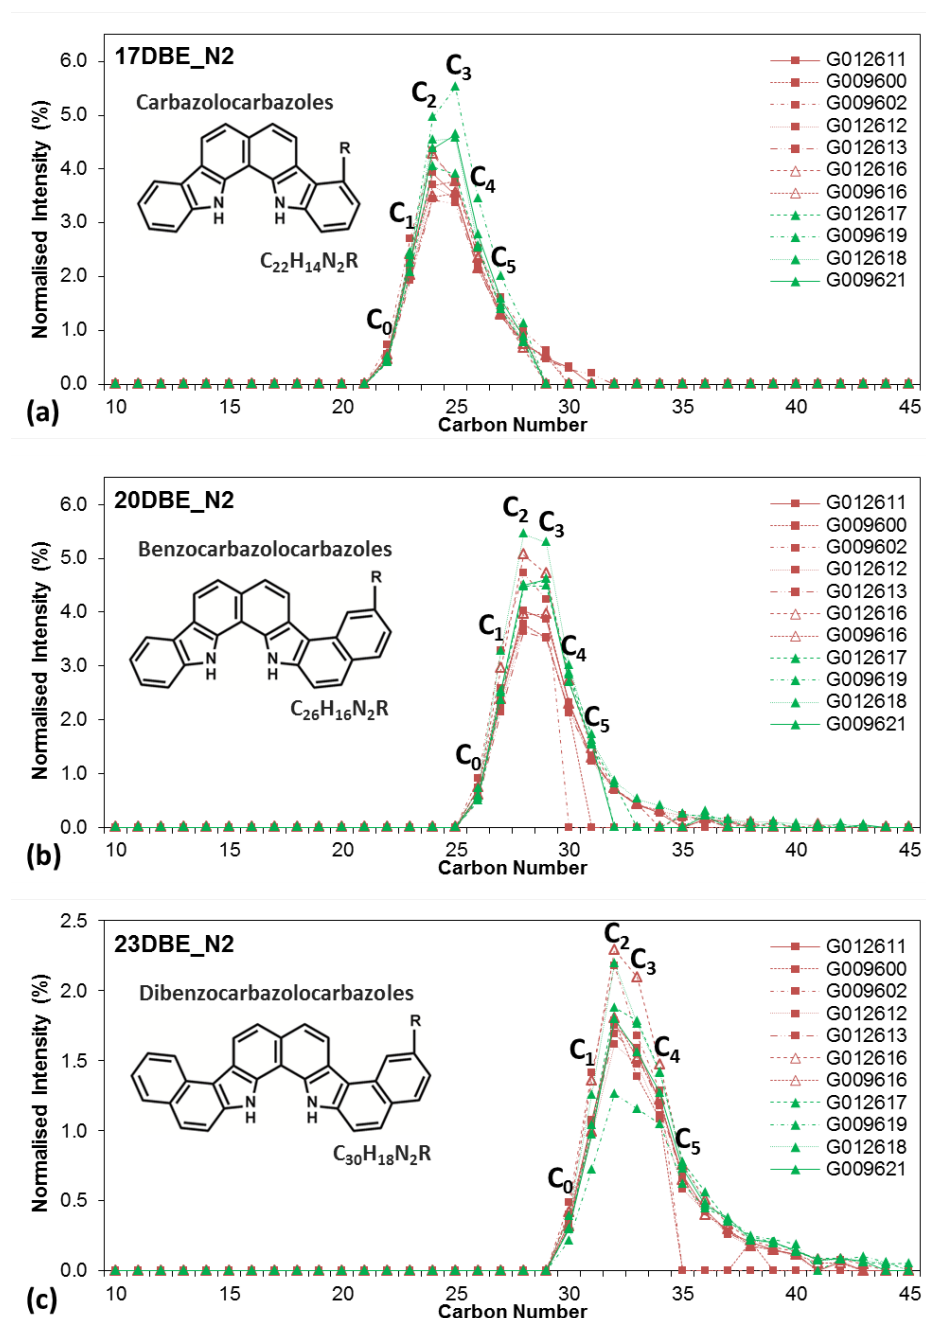 17DBE_N2
Carbazolocarbazoles
R
N
H
N
H
C22H14N2R
C0
C1
C2
C3
C4
C5
G012611
G009600
G009602
G012612
G012613
G012616
G009616
G012617
G009619
G012618
G009621
Normalised Intensity (%)
6.0
5.0
4.0
3.0
2.0
1.0
0.0
10 15 20 25 30 35 40 45
Carbon Number
(a)
20DBE_N2
Benzocarbazolocarbazoles
R
N
H
N
H
C26H16N2R
C0
C1
C2
C3
C4
C5
G012611
G009600
G009602
G012612
G012613
G012616
G009616
G012617
G009619
G012618
G009621
Normalised Intensity (%)
6.0
5.0
4.0
3.0
2.0
1.0
0.0
10 15 20 25 30 35 40 45
Carbon Number
(b)
23DBE_N2
Dibenzocarbazolocarbazoles
R
N
H
N
H
C30H18N2R
C0
C1
C2
C3
C4
C5
G012611
G009600
G009602
G012612
G012613
G012616
G009616
G012617
G009619
G012618
G009621
Normalised Intensity (%)
2.5
2.0
1.5
1.0
0.5
0.0
10 15 20 25 30 35 40 45
Carbon Number
(c)